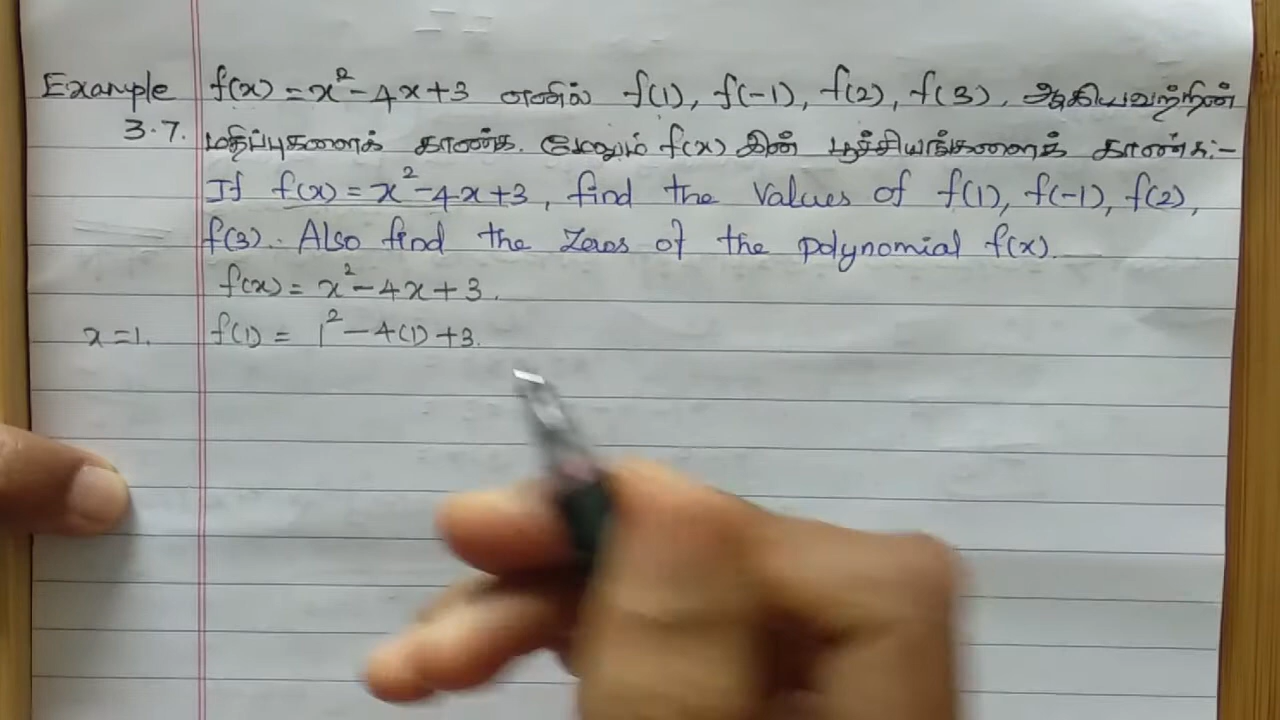 Example f(x) = x² - 4x + 3 எனில் f(1), f(-1), f(2), f(3), ஆகியவற்றின்
3.7. மதிப்புகளைக் காண்க. மேலும் f(x) இன் பூச்சியங்களைக் காண்க:-
If f(x) = x² - 4x + 3, find the values of f(1), f(-1), f(2),
f(3). Also find the zeros of the polynomial f(x).
f(x) = x² - 4x + 3.
x = 1. f(1) = 1² - 4(1) + 3.